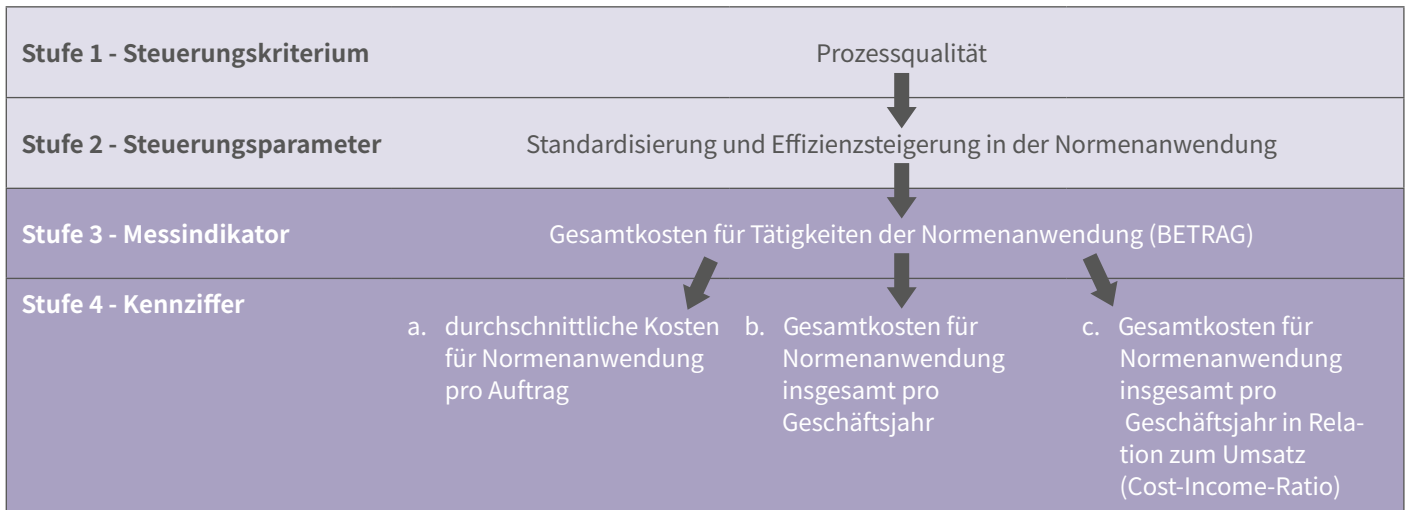 Stufe 1 - Steuerungskriterium
Prozessqualität
Stufe 2 - Steuerungsparameter
Standardisierung und Effizienzsteigerung in der Normenanwendung
Stufe 3 - Messindikator
Gesamtkosten für Tätigkeiten der Normenanwendung (BETRAG)
Stufe 4 - Kennziffer
a. durchschnittliche Kosten
für Normenanwendung
pro Auftrag
b. Gesamtkosten für
Normenanwendung
insgesamt pro
Geschäftsjahr
c. Gesamtkosten für
Normenanwendung
insgesamt pro
Geschäftsjahr in Rela-
tion zum Umsatz
(Cost-Income-Ratio)